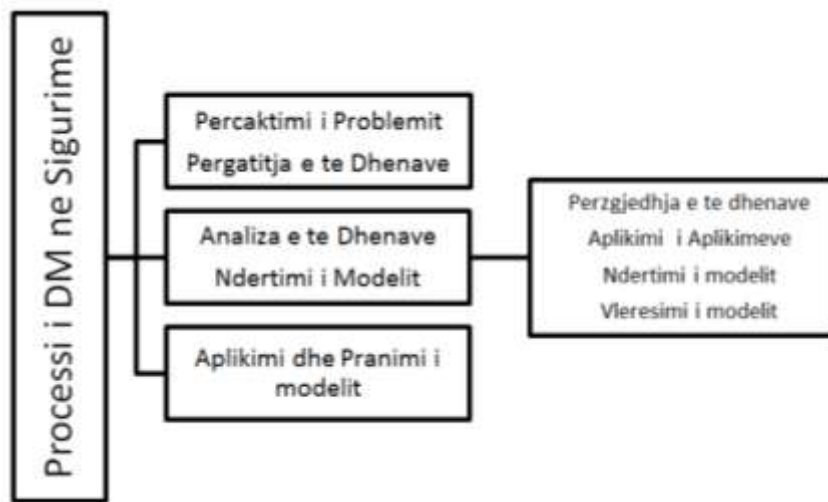 Processi i DM ne Sigurime
Percaktimi i Problemit
Pergatitja e te Dhenave
Analiza e te Dhenave
Ndertimi i Modelit
Aplikimi dhe Pranimi i
modelit
Perzgjedhja e te dhenave
Aplikimi i Aplikimeve
Ndertimi i modelit
Vleresimi i modelit